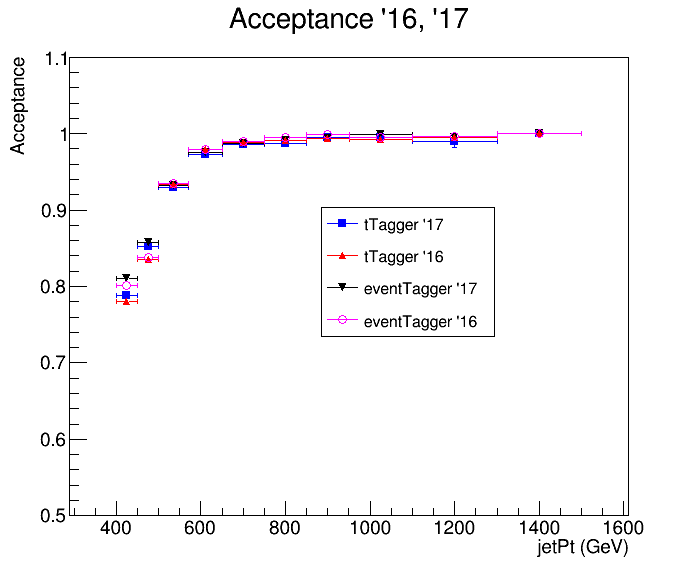 Acceptance '16, '17
Acceptance
1.1
1
0.9
0.8
0.7
0.6
0.5
tTagger '17
tTagger '16
eventTagger '17
eventTagger '16
400 600 800 1000 1200 1400 1600
jetPt (GeV)